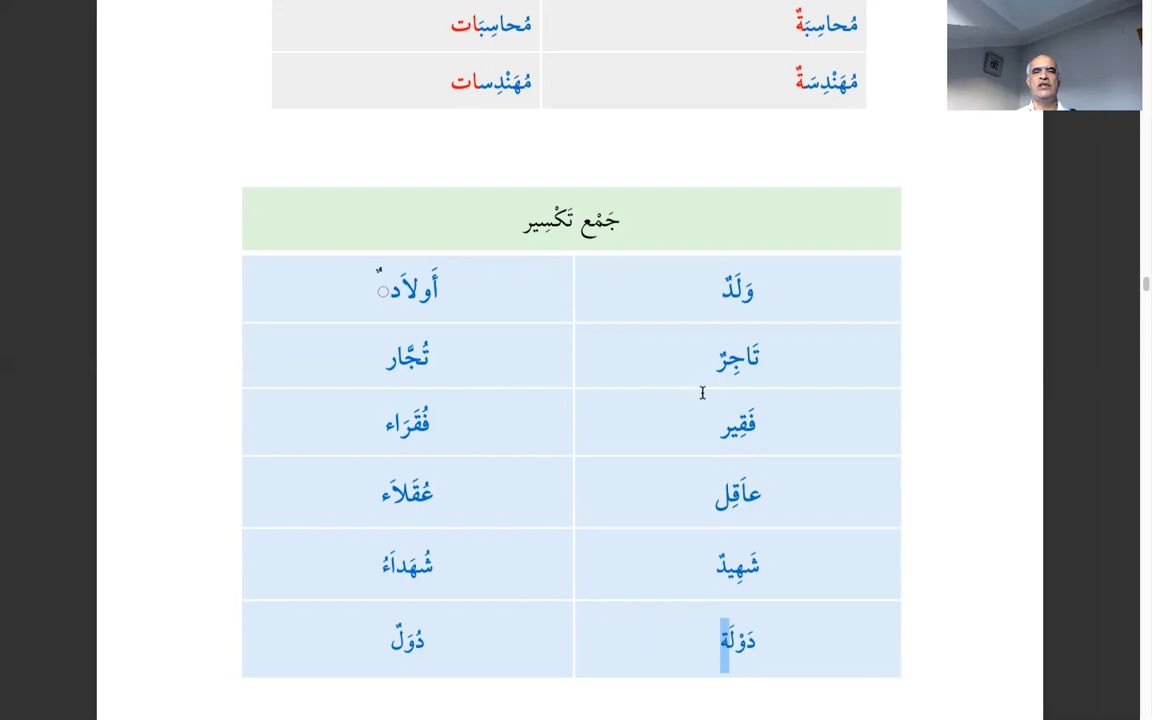 مُحاسِبَةٌ مُحاسِبَات
مُهَنْدِسَةٌ مُهَنْدِسات
جَمْع تَكْسِير
وَلَدٌ أَولاَد ٌ
تَاجِرٌ تُجَّار
فَقِير فُقَرَاء
عاَقِل عُقَلاَء
شَهِيدٌ شُهَداَءُ
دَوْلَة دُوَلٌ